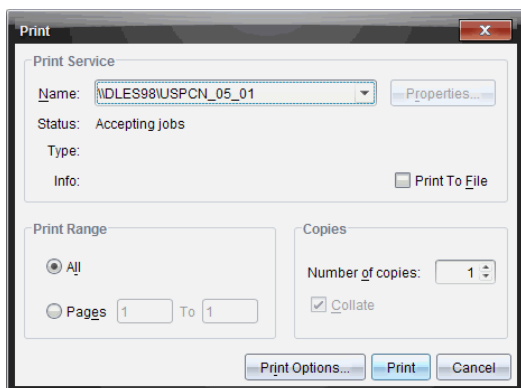 Print
Print Service
Name: \\DLES98\USPCN_05_01 Properties...
Status: Accepting jobs
Type:
Info: Print To File
Print Range
All
Pages 1 To 1
Copies
Number of copies: 1
Collate
Print Options... Print Cancel